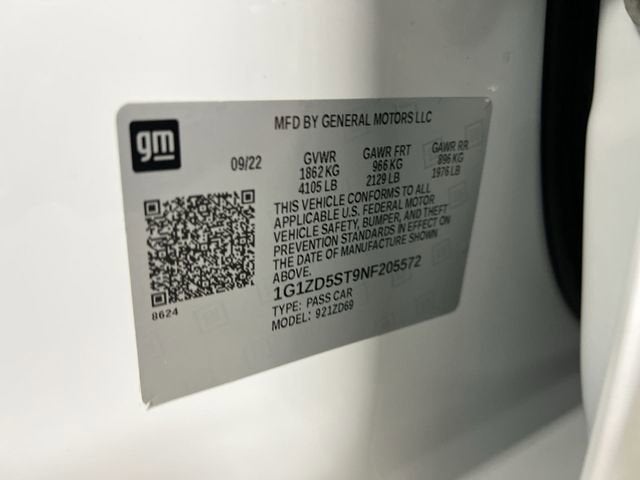 gm
MFD BY GENERAL MOTORS LLC
09/22
GVWR GAWR FRT GAWR RR
1862 KG 966 KG 896 KG
4105 LB 2129 LB 1976 LB
THIS VEHICLE CONFORMS TO ALL
APPLICABLE U.S. FEDERAL MOTOR
VEHICLE SAFETY, BUMPER, AND THEFT
PREVENTION STANDARDS IN EFFECT ON
THE DATE OF MANUFACTURE SHOWN
ABOVE.
1G1ZD5ST9NF205572
TYPE: PASS CAR
MODEL: 921ZD69
8624